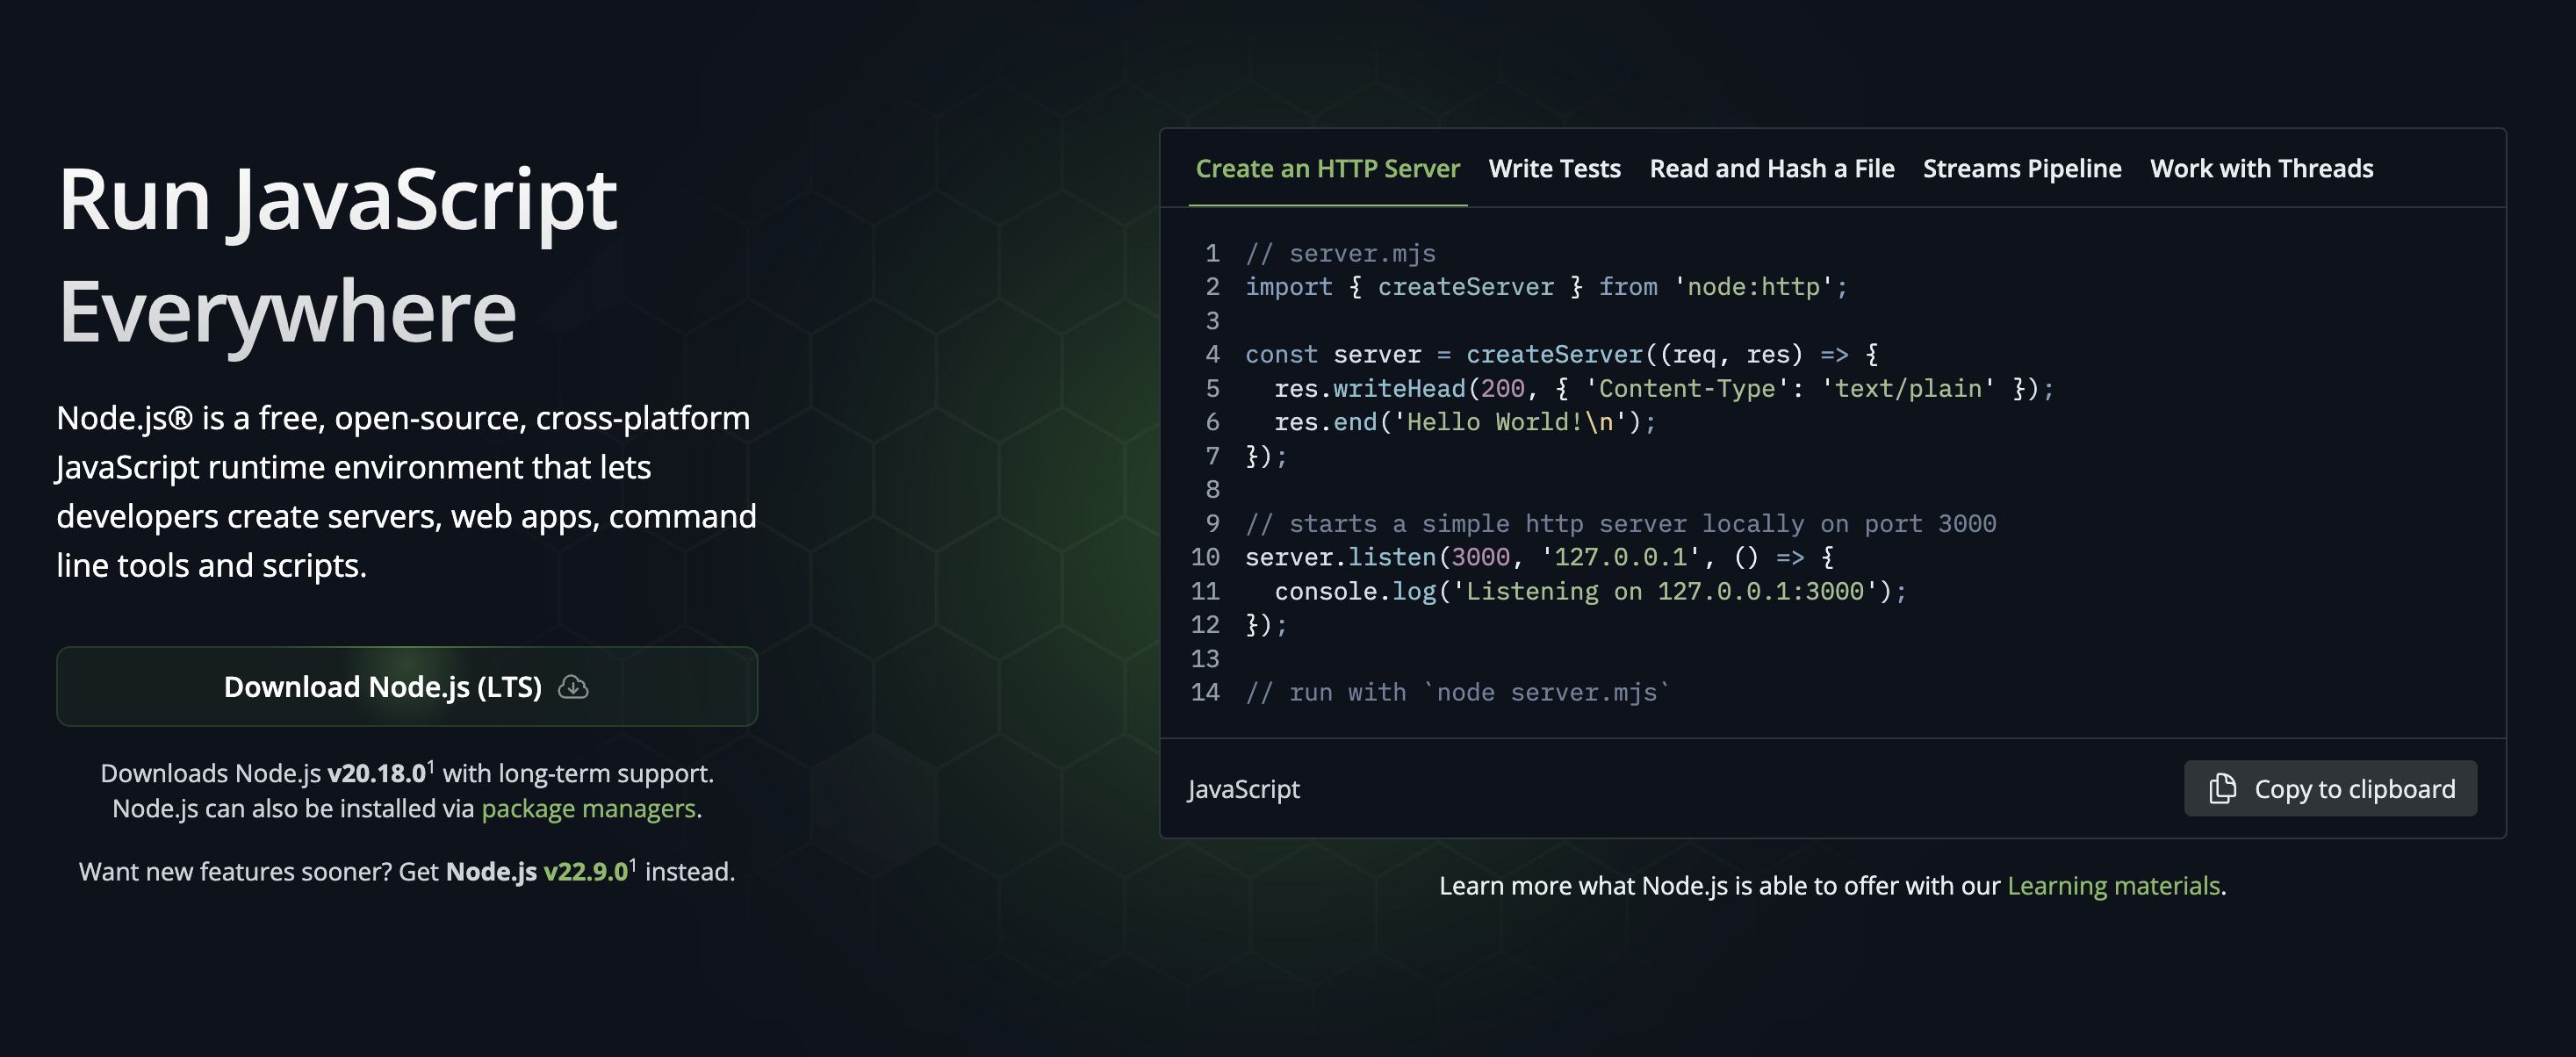 Run JavaScript
Everywhere
Node.js® is a free, open-source, cross-platform
JavaScript runtime environment that lets
developers create servers, web apps, command
line tools and scripts.
Download Node.js (LTS)
Downloads Node.js v20.18.0¹ with long-term support.
Node.js can also be installed via package managers.
Want new features sooner? Get Node.js v22.9.0¹ instead.
Create an HTTP Server Write Tests Read and Hash a File Streams Pipeline Work with Threads
1 // server.mjs
2 import { createServer } from 'node:http';
3
4 const server = createServer((req, res) => {
5   res.writeHead(200, { 'Content-Type': 'text/plain' });
6   res.end('Hello World!\n');
7 });
8
9 // starts a simple http server locally on port 3000
10 server.listen(3000, '127.0.0.1', () => {
11   console.log('Listening on 127.0.0.1:3000');
12 });
13
14 // run with `node server.mjs`
JavaScript
Copy to clipboard
Learn more what Node.js is able to offer with our Learning materials.